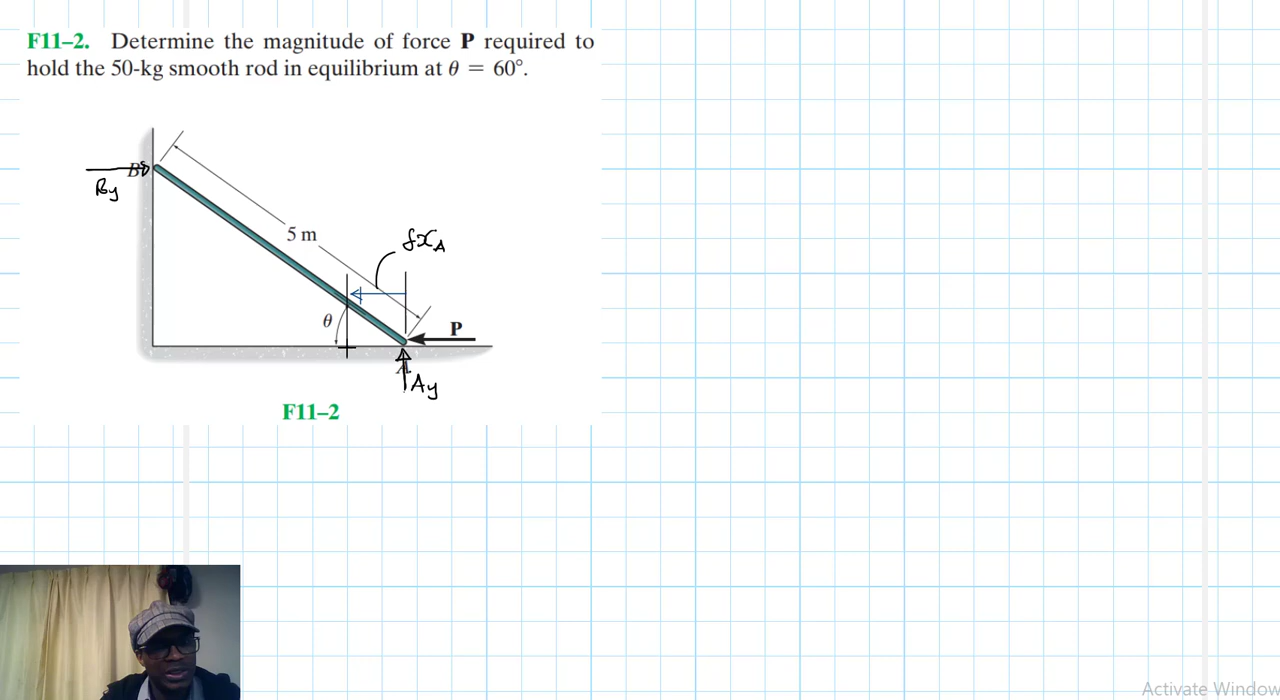 F11–2. Determine the magnitude of force P required to
hold the 50-kg smooth rod in equilibrium at θ = 60°.
B
By
5 m
δxA
θ
P
A
Ay
F11–2
Activate Window